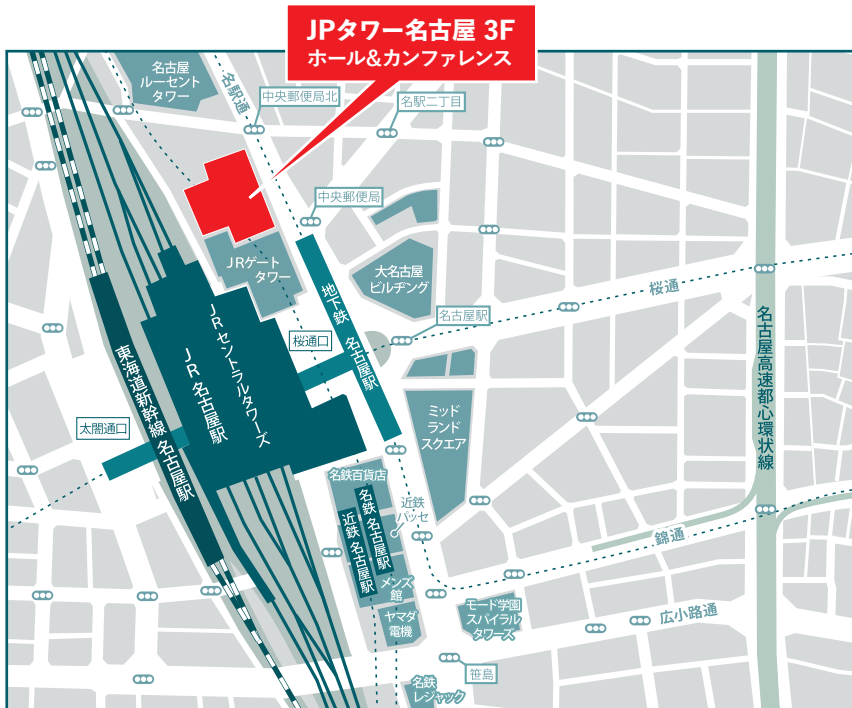 JPタワー名古屋 3F
ホール&カンファレンス
名古屋
ルーセント
タワー
名駅通
中央郵便局北
名駅二丁目
中央郵便局
JRゲート
タワー
大名古屋
ビルヂング
地下鉄 名古屋駅
桜通
名古屋駅
桜通口
JRセントラルタワーズ
JR 名古屋駅
東海道新幹線 名古屋駅
太閤通口
名古屋高速都心環状線
ミッド
ランド
スクエア
名鉄百貨店
近鉄
パッセ
名鉄 名古屋駅
近鉄 名古屋駅
錦通
メンズ
館
ヤマダ
電機
モード学園
スパイラル
タワーズ
広小路通
笹島
名鉄
レジャック